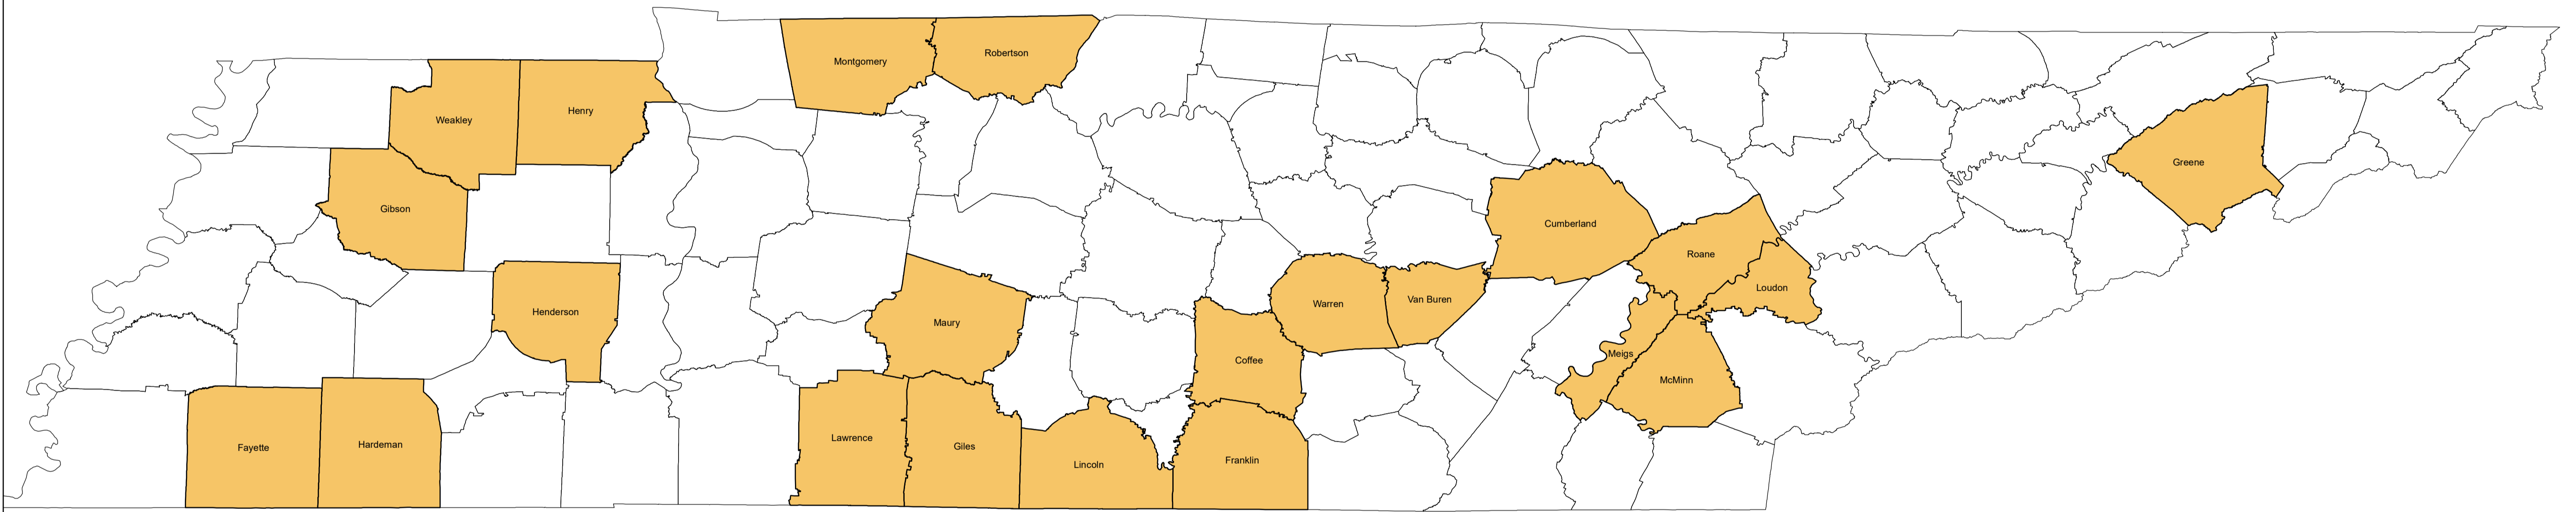 Montgomery
Robertson
Weakley
Henry
Greene
Gibson
Cumberland
Roane
Loudon
Henderson
Maury
Warren
Van Buren
Coffee
Meigs
McMinn
Fayette
Hardeman
Lawrence
Giles
Lincoln
Franklin